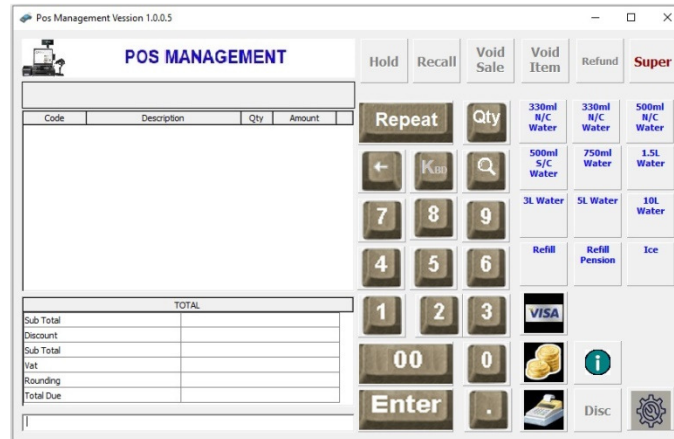 Pos Management Vession 1.0.0.5
POS MANAGEMENT
Hold
Recall
Void
Sale
Void
Item
Refund
Super
Code Description Qty Amount
Repeat
Qty
330ml
N/C
Water
330ml
N/C
Water
500ml
N/C
Water
←
KBD
500ml
S/C
Water
750ml
Water
1.5L
Water
7
8
9
3L Water
5L Water
10L
Water
4
5
6
Refill
Refill
Pension
Ice
TOTAL
Sub Total
Discount
Sub Total
Vat
Rounding
Total Due
1
2
3
VISA
00
0
i
Enter
.
Disc